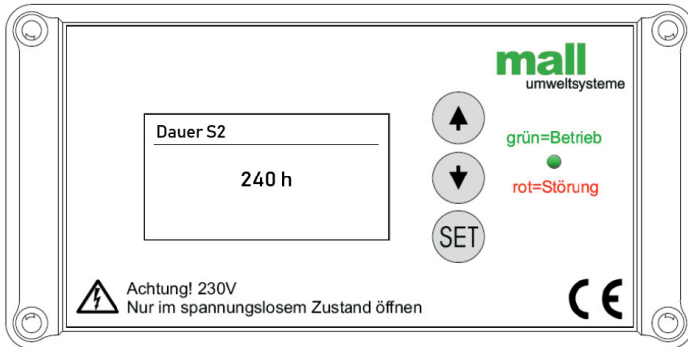 mall
umweltsysteme
Dauer S2
240 h
grün=Betrieb
rot=Störung
SET
Achtung! 230V
Nur im spannungslosem Zustand öffnen
CE